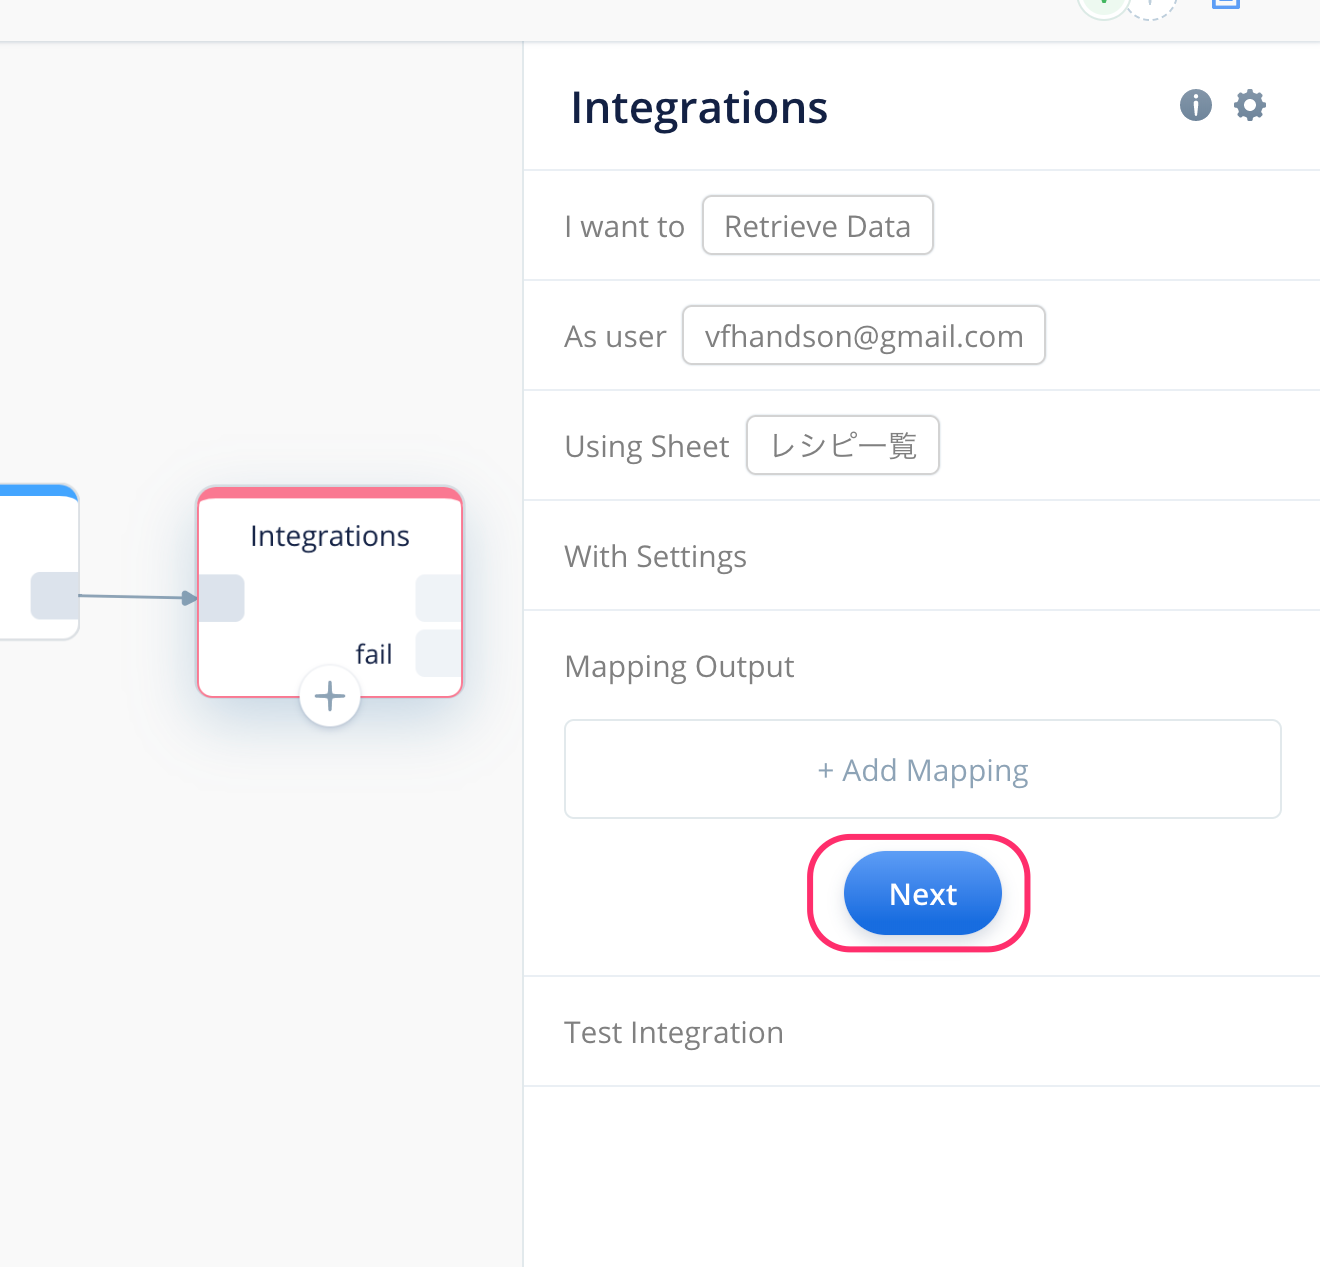 Integrations
I want to Retrieve Data
As user vfhandson@gmail.com
Using Sheet レシピ一覧
With Settings
Mapping Output
+ Add Mapping
Next
Test Integration
Integrations
fail